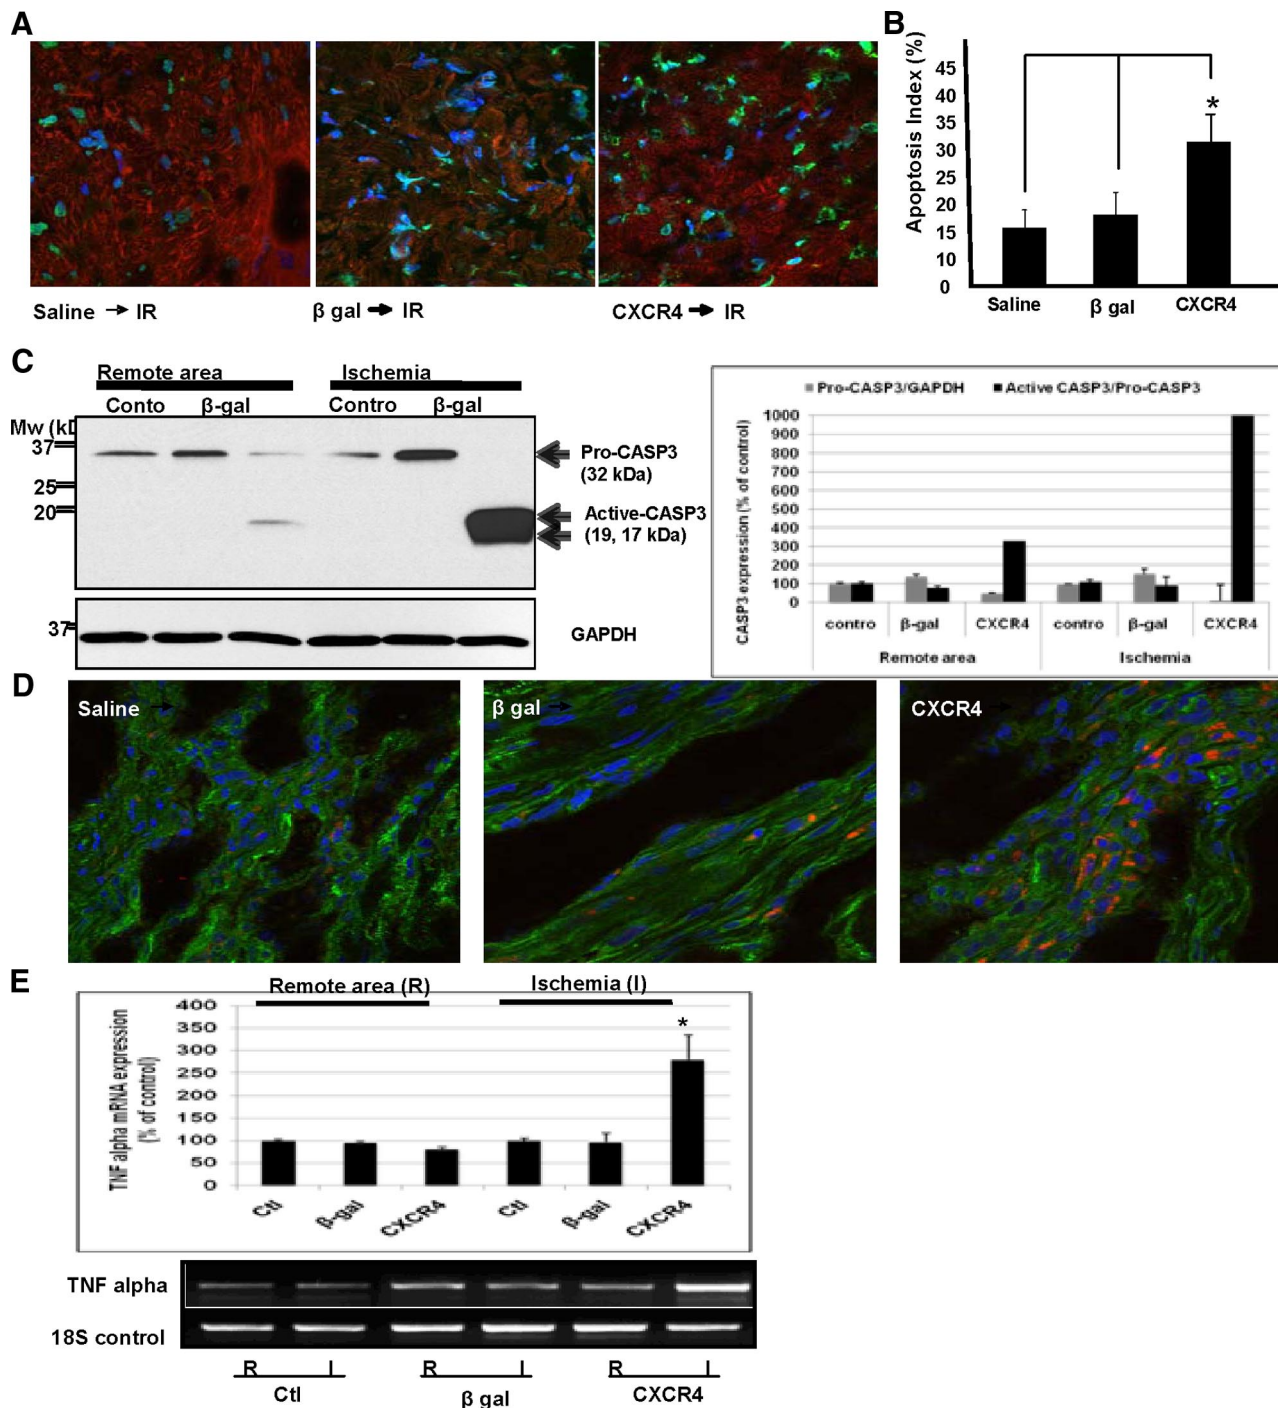 A
Saline → IR
β gal → IR
CXCR4 → IR
B
Apoptosis Index (%)
45
40
35
30
25
20
15
10
0
Saline
β gal
CXCR4
*
C
Remote area
Ischemia
Conto
β-gal
Contro
β-gal
Mw (kD
37
25
20
Pro-CASP3
(32 kDa)
Active-CASP3
(19, 17 kDa)
37
GAPDH
Pro-CASP3/GAPDH
Active CASP3/Pro-CASP3
CASP3 expression (% of control)
1000
900
800
700
600
500
400
300
200
100
0
contro
β-gal
CXCR4
contro
β-gal
CXCR4
Remote area
Ischemia
D
Saline →
β gal →
CXCR4 →
E
Remote area (R)
Ischemia (I)
TNF alpha mRNA expression
(% of control)
400
350
300
250
200
150
100
50
0
*
Ctl
β-gal
CXCR4
Ctl
β-gal
CXCR4
TNF alpha
18S control
R
I
R
I
R
I
Ctl
β gal
CXCR4